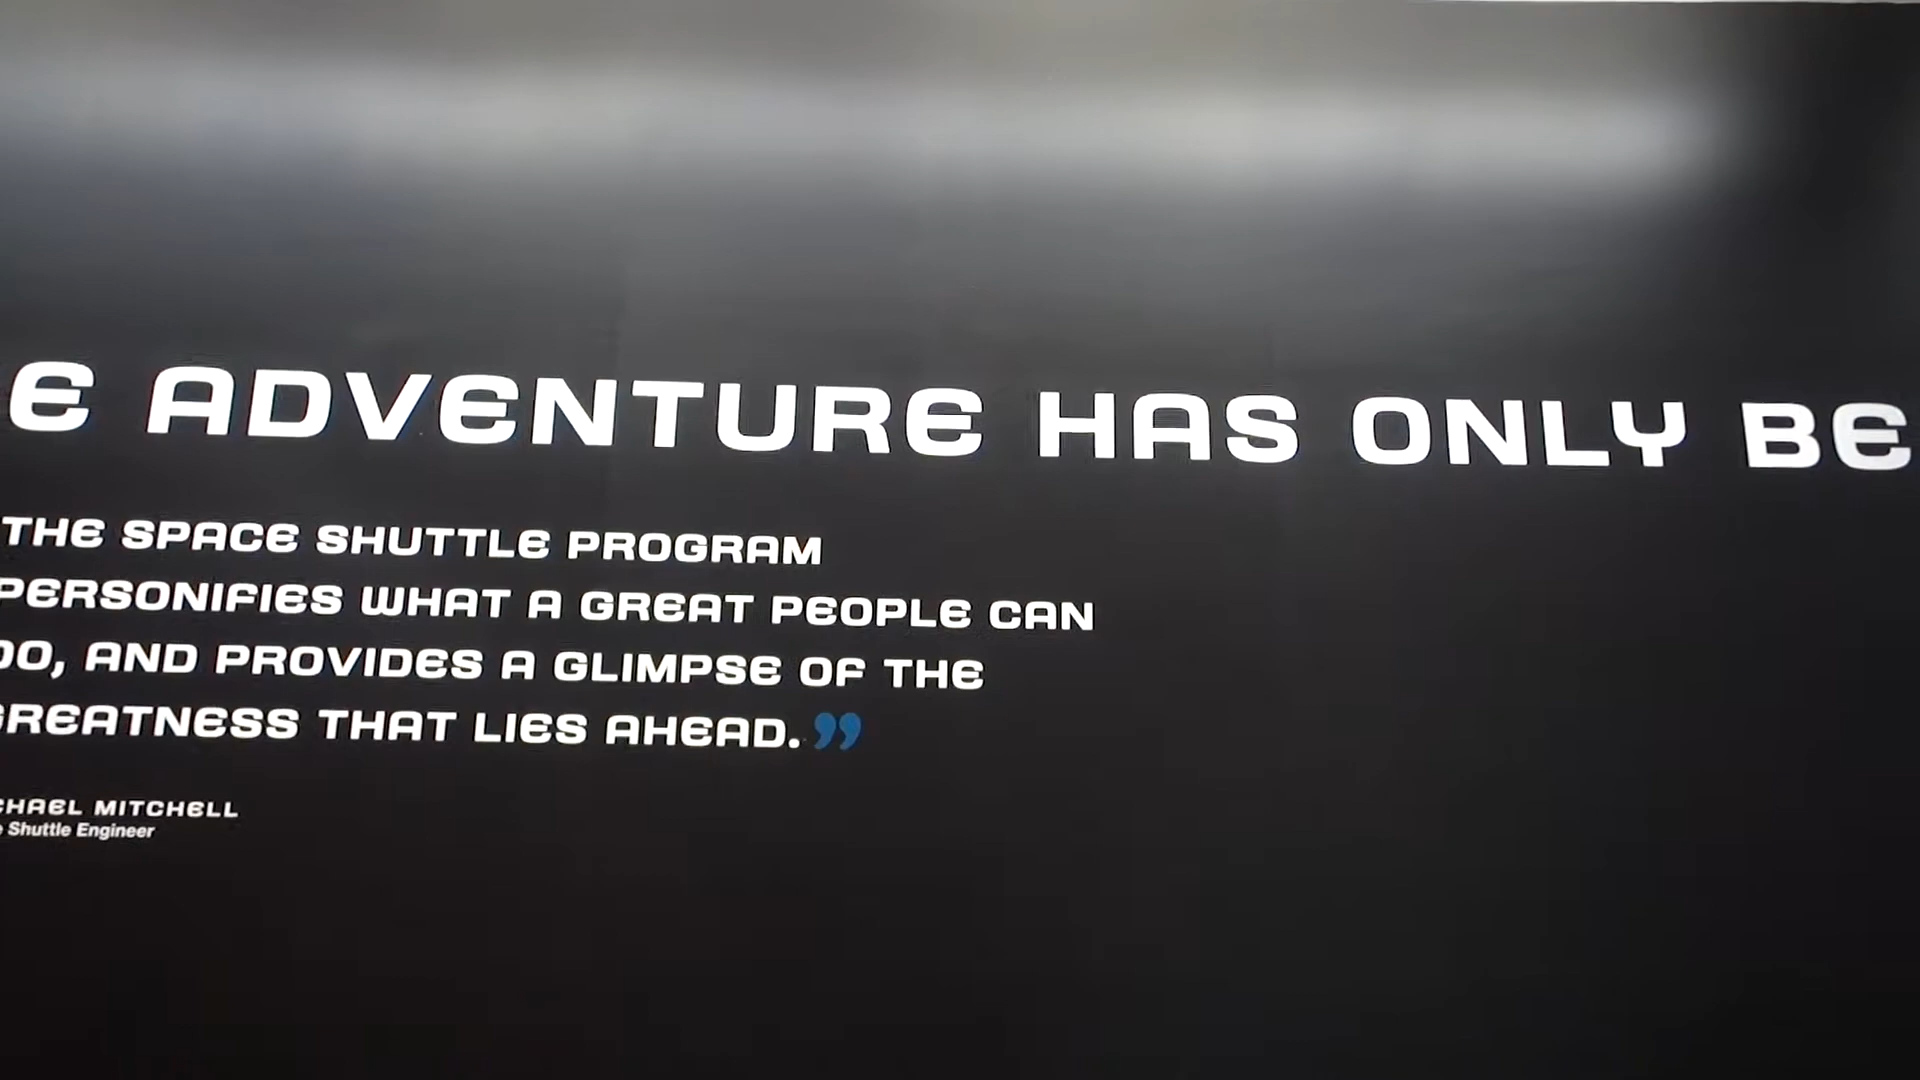 E ADVENTURE HAS ONLY BE
THE SPACE SHUTTLE PROGRAM
PERSONIFIES WHAT A GREAT PEOPLE CAN
DO, AND PROVIDES A GLIMPSE OF THE
GREATNESS THAT LIES AHEAD.”
CHAEL MITCHELL
e Shuttle Engineer